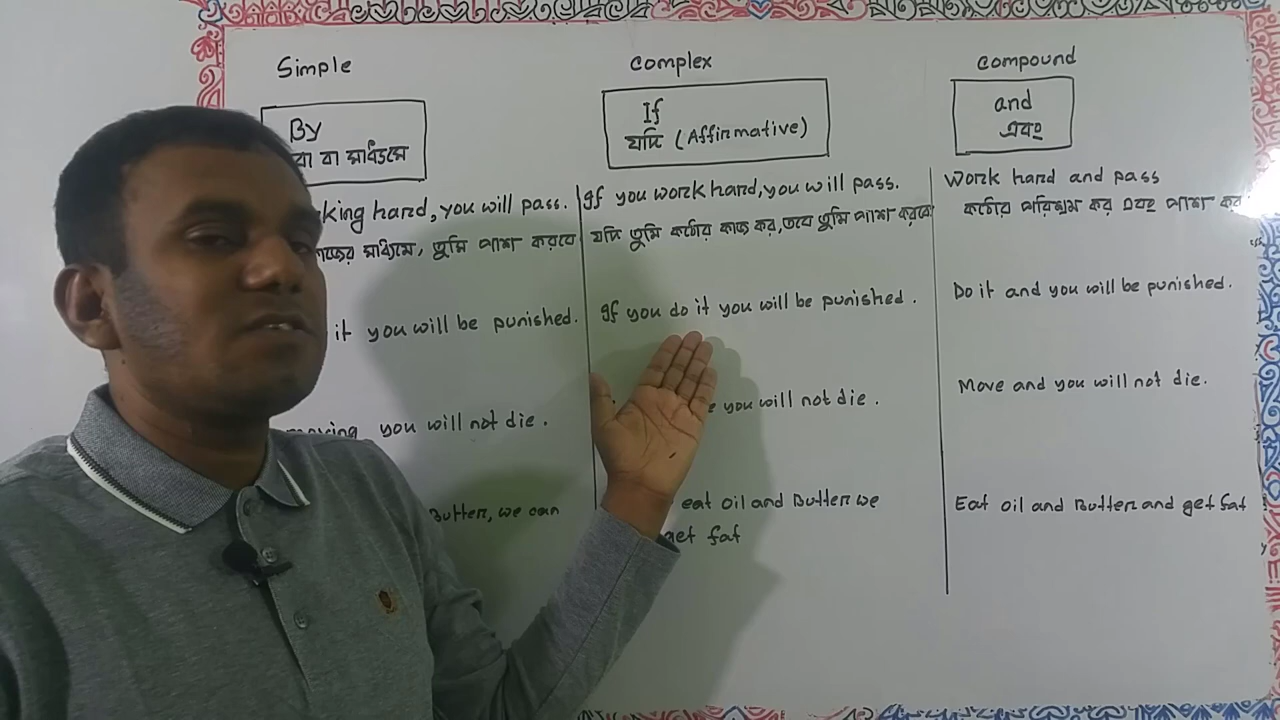 Simple
By
বা মাধ্যমে
king hard, you will pass.
মাধ্যমে, তুমি পাশ করবে
it you will be punished.
moving you will not die.
Butter, we can
Complex
If
যদি (Affirmative)
If you work hard, you will pass.
যদি তুমি কঠোর কাজ কর, তবে তুমি পাশ করবে
If you do it you will be punished.
e you will not die.
eat oil and Butter we
get fat
Compound
and
এবং
Work hard and pass
কঠোর পরিশ্রম কর এবং পাশ কর
Do it and you will be punished.
Move and you will not die.
Eat oil and Butter and get fat